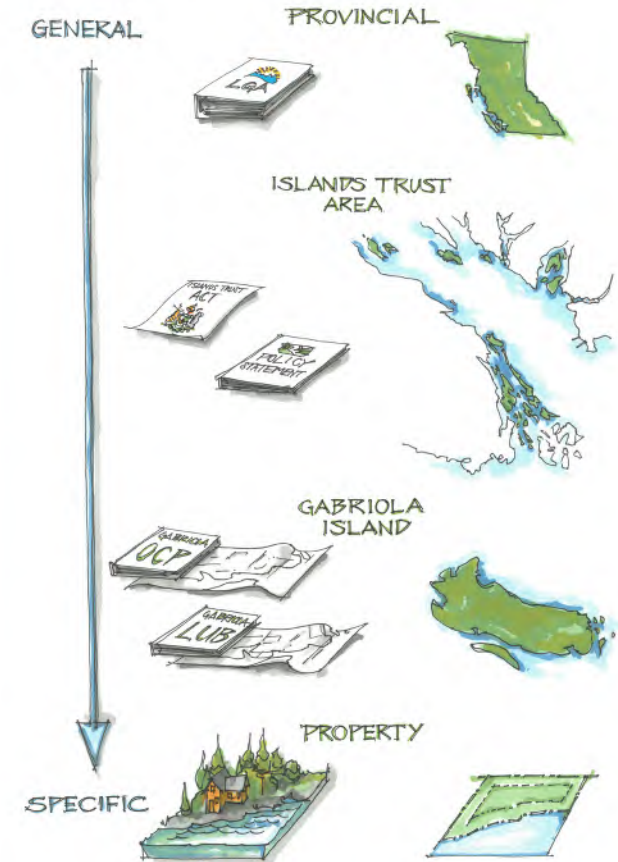 GENERAL
PROVINCIAL
LGA
ISLANDS TRUST
AREA
ISLANDS TRUST
ACT
POLICY
STATEMENT
GABRIOLA
ISLAND
GABRIOLA
OCP
GABRIOLA
LUB
PROPERTY
SPECIFIC